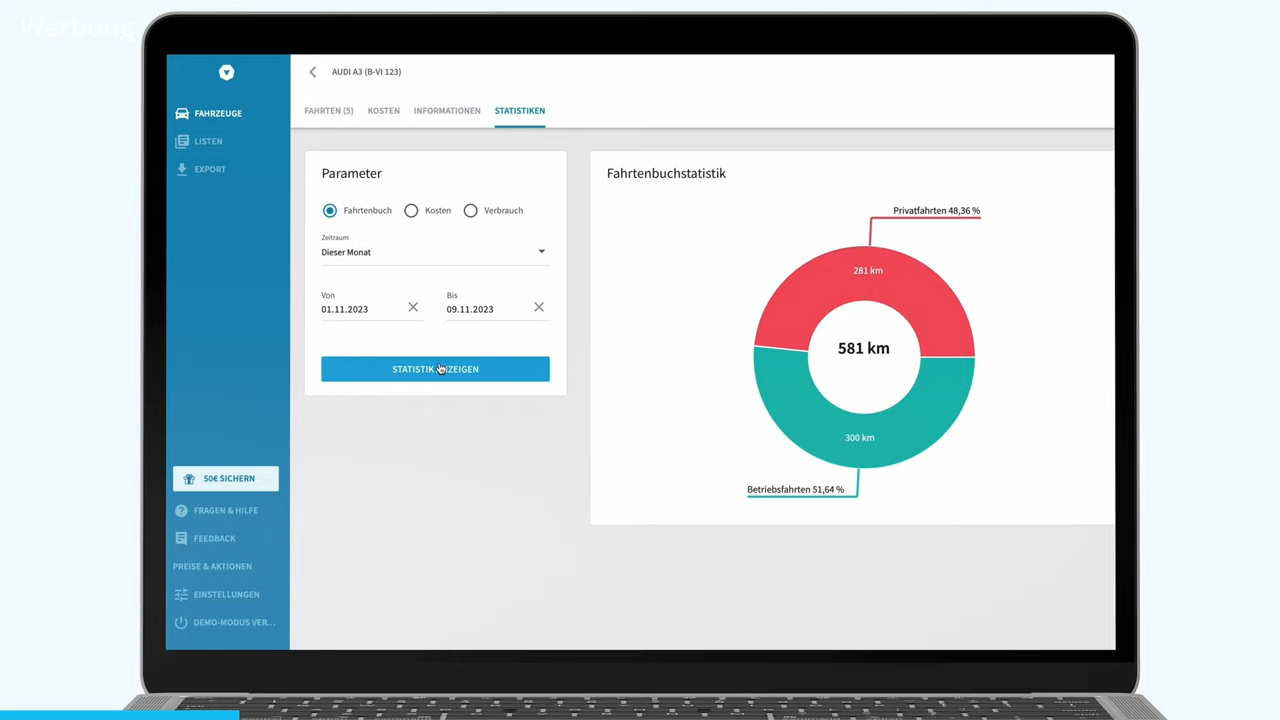 Werbung
AUDI A3 (B-VI 123)
FAHRZEUGE
LISTEN
EXPORT
FAHRTEN (5) KOSTEN INFORMATIONEN STATISTIKEN
Parameter
Fahrtenbuch Kosten Verbrauch
Zeitraum
Dieser Monat
Von Bis
01.11.2023 09.11.2023
Fahrtenbuchstatistik
Privatfahrten 48,36 %
281 km
581 km
300 km
Betriebsfahrten 51,64 %
50€ SICHERN
FRAGEN & HILFE
FEEDBACK
PREISE & AKTIONEN
EINSTELLUNGEN
DEMO-MODUS VER...